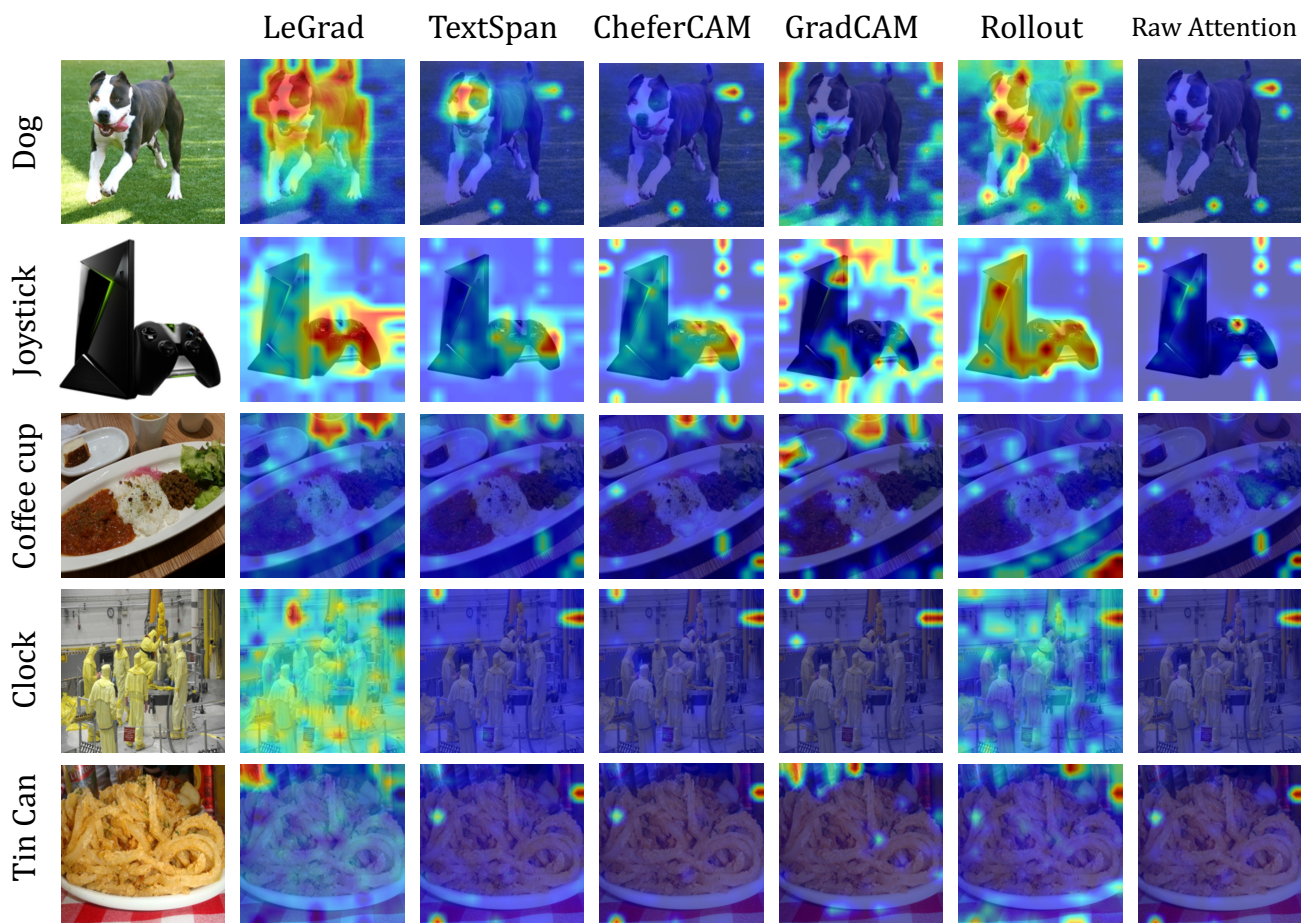 LeGrad TextSpan CheferCAM GradCAM Rollout Raw Attention
Dog
Joystick
Coffee cup
Clock
Tin Can